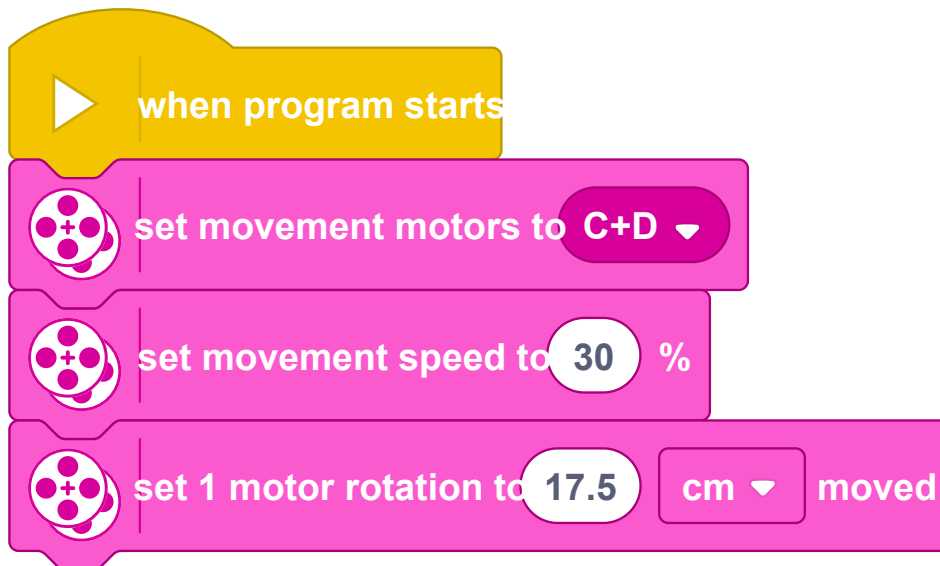 when program starts
set movement motors to C+D
set movement speed to 30 %
set 1 motor rotation to 17.5 cm moved